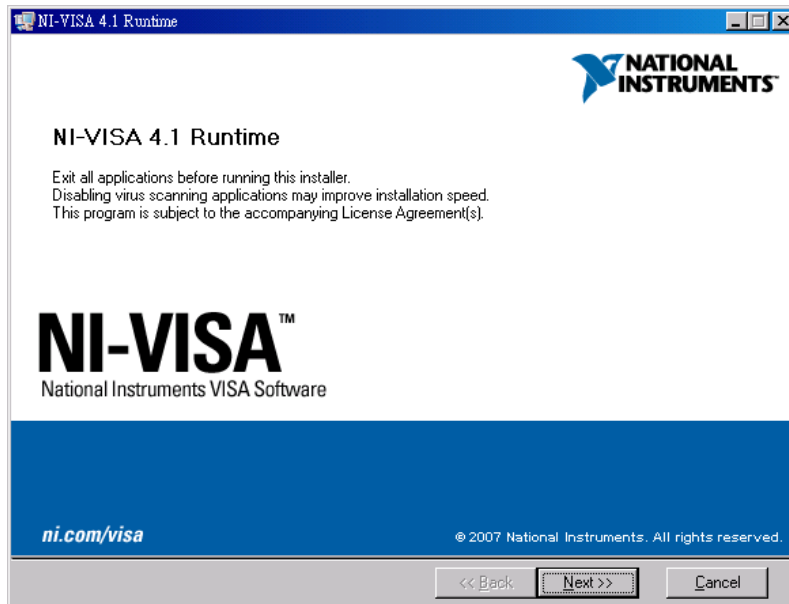 NI-VISA 4.1 Runtime
NATIONAL
INSTRUMENTS™
NI-VISA 4.1 Runtime
Exit all applications before running this installer.
Disabling virus scanning applications may improve installation speed.
This program is subject to the accompanying License Agreement(s).
NI-VISA™
National Instruments VISA Software
ni.com/visa
© 2007 National Instruments. All rights reserved.
<< Back
Next >>
Cancel